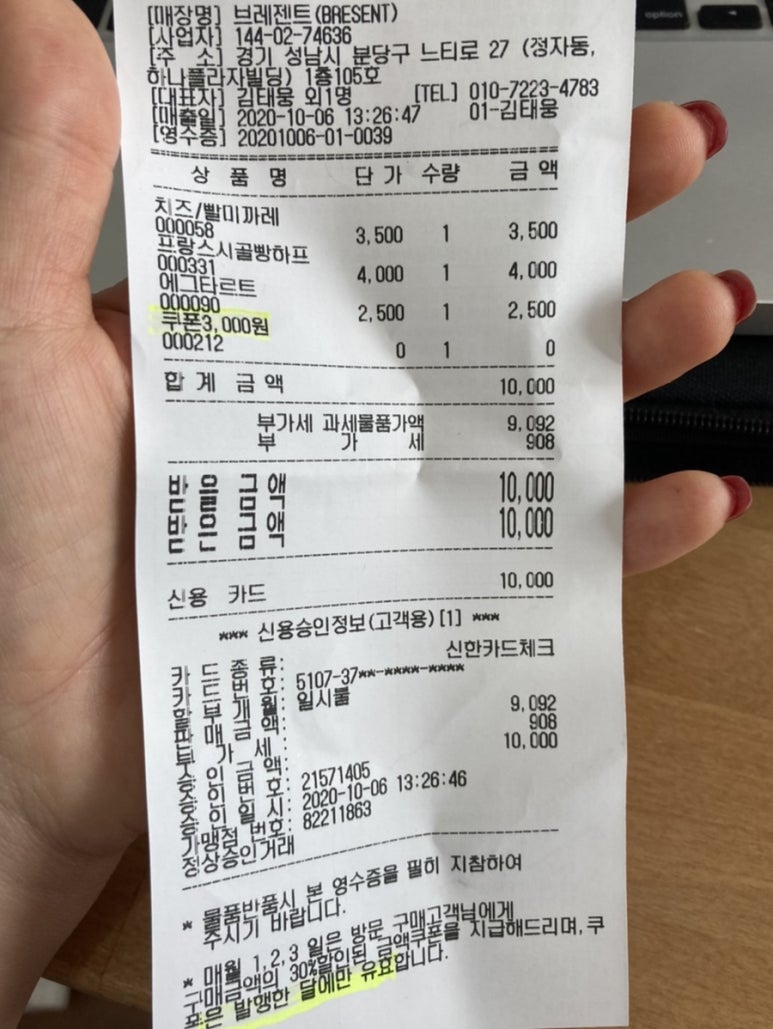 option
[매장명] 브레젠트(BRESENT)
[사업자] 144-02-74636
[주 소] 경기 성남시 분당구 느티로 27 (정자동,
하나플라자빌딩) 1층105호
[대표자] 김태웅 외1명 [TEL] 010-7223-4783
[매출일] 2020-10-06 13:26:47 01-김태웅
[영수증] 20201006-01-0039
상 품 명 단 가 수량 금 액
치즈/빨미까레
000058 3,500 1 3,500
프랑스시골빵하프
000331 4,000 1 4,000
에그타르트
000090 2,500 1 2,500
쿠폰3,000원
000212 0 1 0
합 계 금 액 10,000
부가세 과세물품가액 9,092
부 가 세 908
받 을 금 액 10,000
받 은 금 액 10,000
신용 카드 10,000
*** 신용승인정보(고객용)[1] ***
카 드 종 류: 신한카드체크
카 드 번 호: 5107-37**-****-****
할 부 개 월: 일시불
판 매 금 액: 9,092
부 가 세 : 908
승 인 금 액: 10,000
승 인 번 호: 21571405
승 인 일 시: 2020-10-06 13:26:46
가맹점 번호: 82211863
정상승인거래
* 물품반품시 본 영수증을 필히 지참하여
주시기 바랍니다.
* 매월 1,2,3 일은 방문 구매고객님에게
구매금액의 30%할인된 금액쿠폰을 지급해드리며, 쿠
폰은 발행한 달에만 유효합니다.